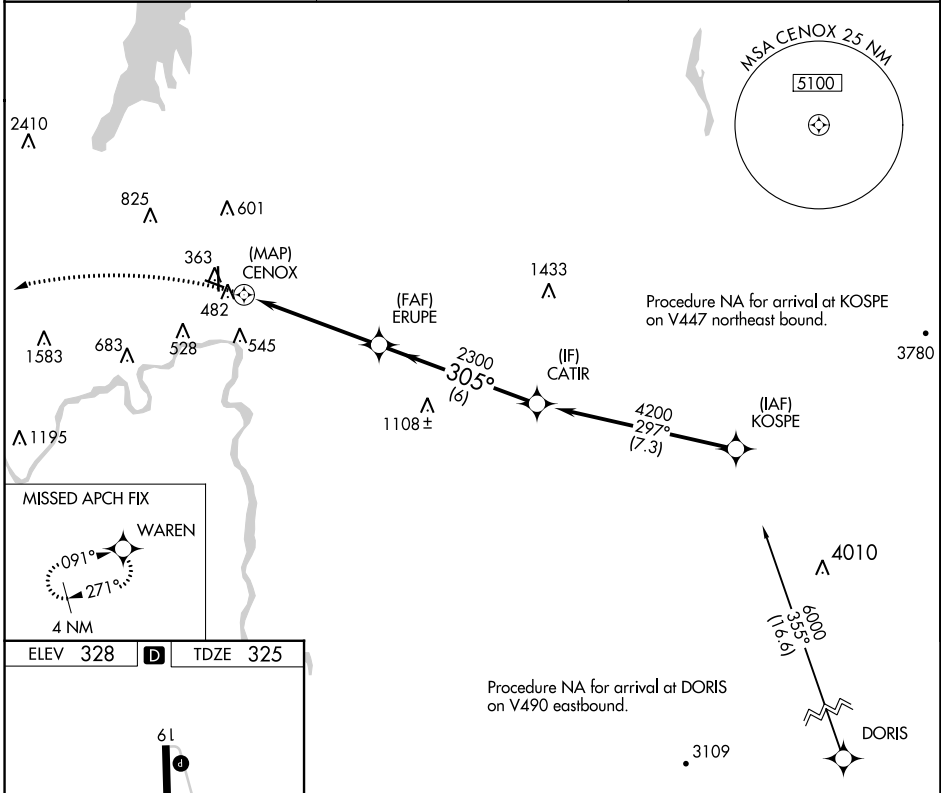 MSA CENOX 25 NM
5100
2410
825
601
363
(MAP)
CENOX
482
1433
(FAF)
ERUPE
Procedure NA for arrival at KOSPE
on V447 northeast bound.
3780
1583
683
528
545
2300
305°
(6)
(IF)
CATIR
1108 ±
4200
297°
(7.3)
(IAF)
KOSPE
1195
MISSED APCH FIX
WAREN
091°
271°
4 NM
4010
6000
355°
(16.6)
ELEV 328 D TDZE 325
Procedure NA for arrival at DORIS
on V490 eastbound.
DORIS
3109
19
P